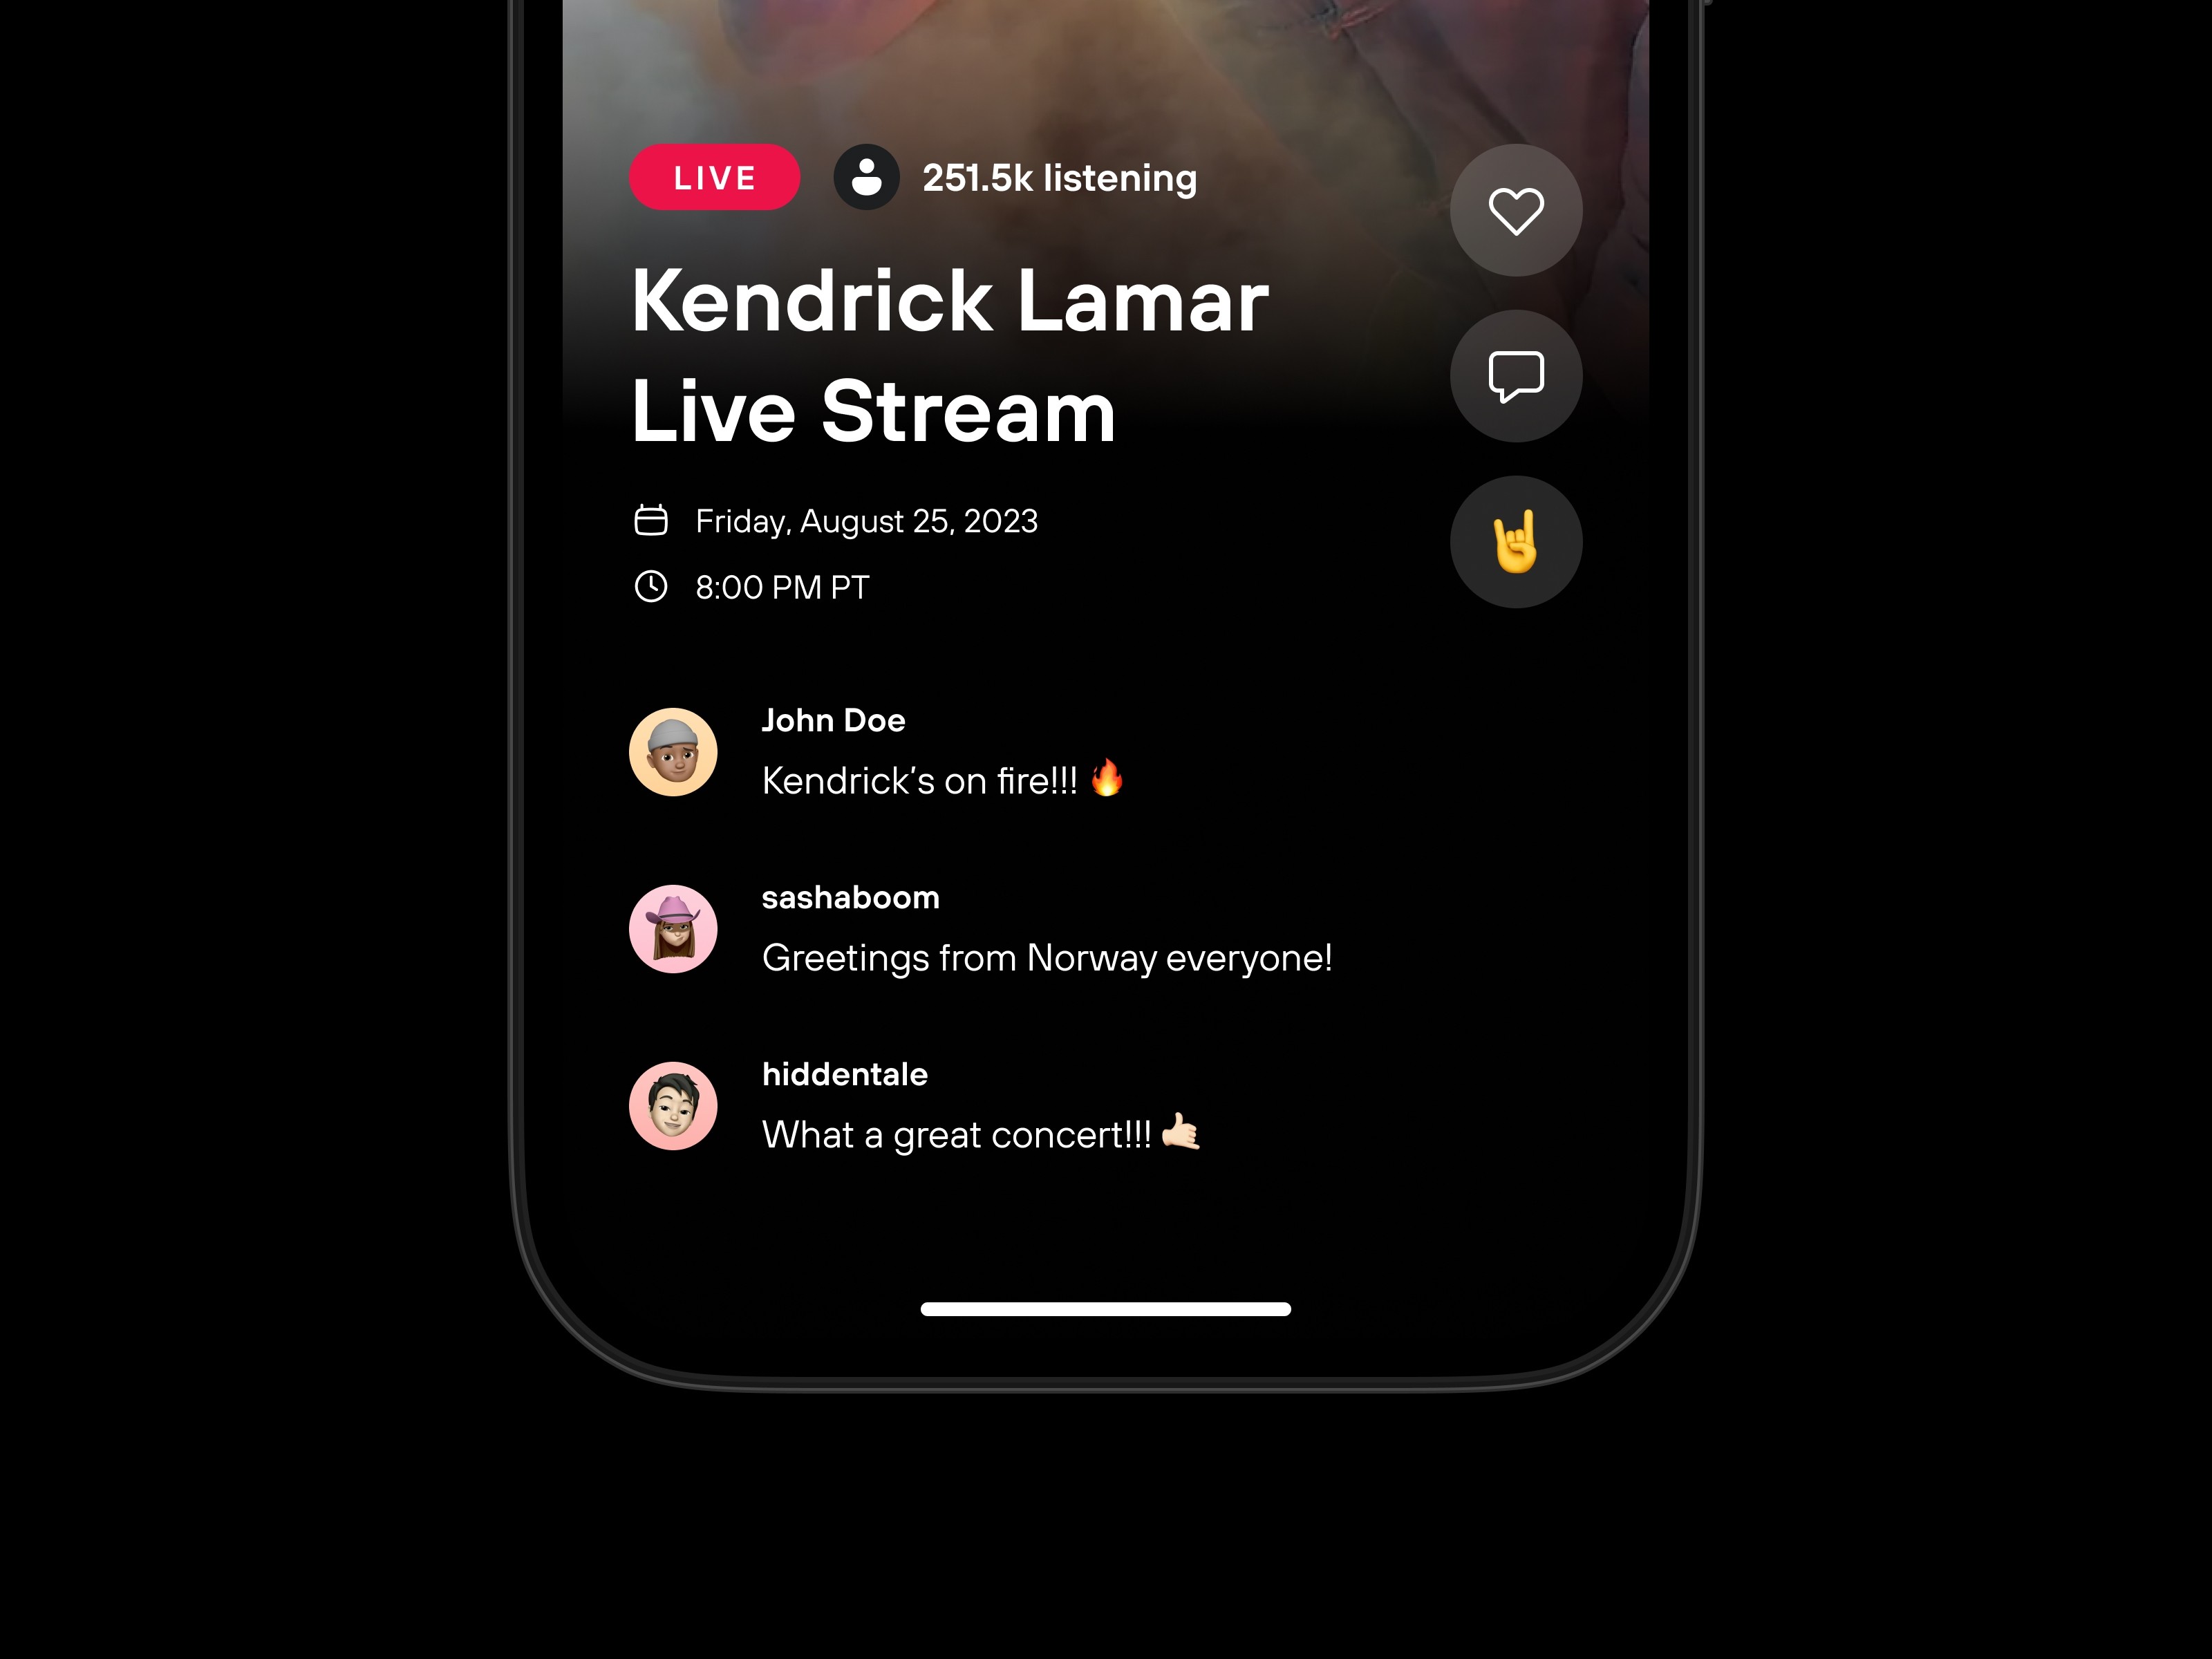 LIVE
251.5k listening
Kendrick Lamar
Live Stream
Friday, August 25, 2023
8:00 PM PT
John Doe
Kendrick’s on fire!!! 🔥
sashaboom
Greetings from Norway everyone!
hiddentale
What a great concert!!! 🤙🏻